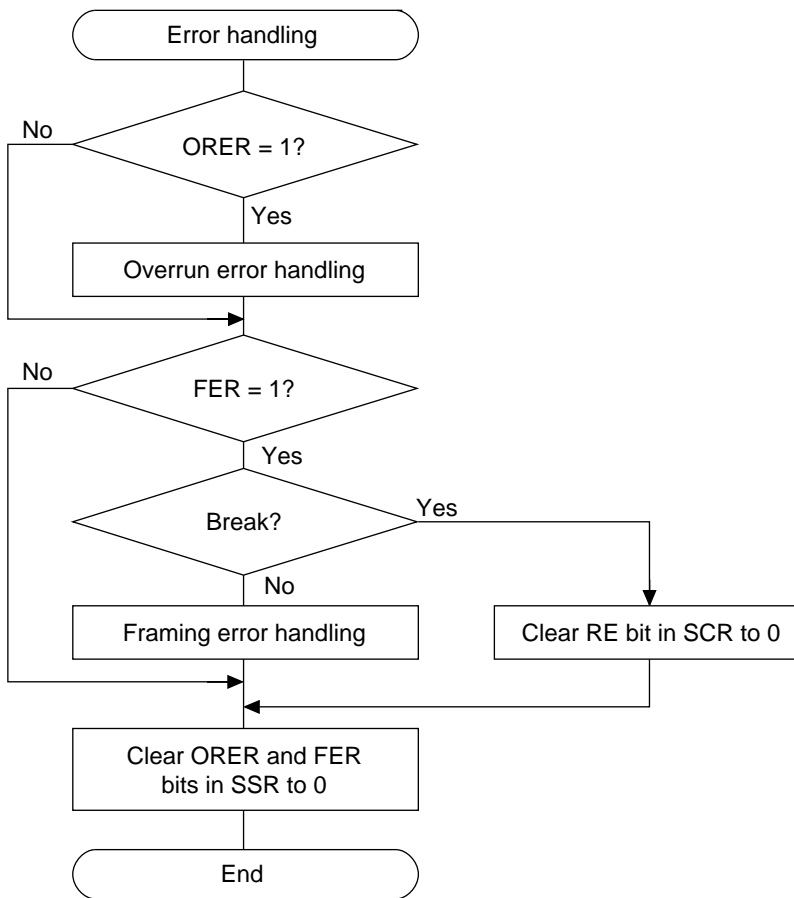 Error handling
No
ORER = 1?
Yes
Overrun error handling
No
FER = 1?
Yes
Break?
Yes
No
Framing error handling
Clear RE bit in SCR to 0
Clear ORER and FER
bits in SSR to 0
End